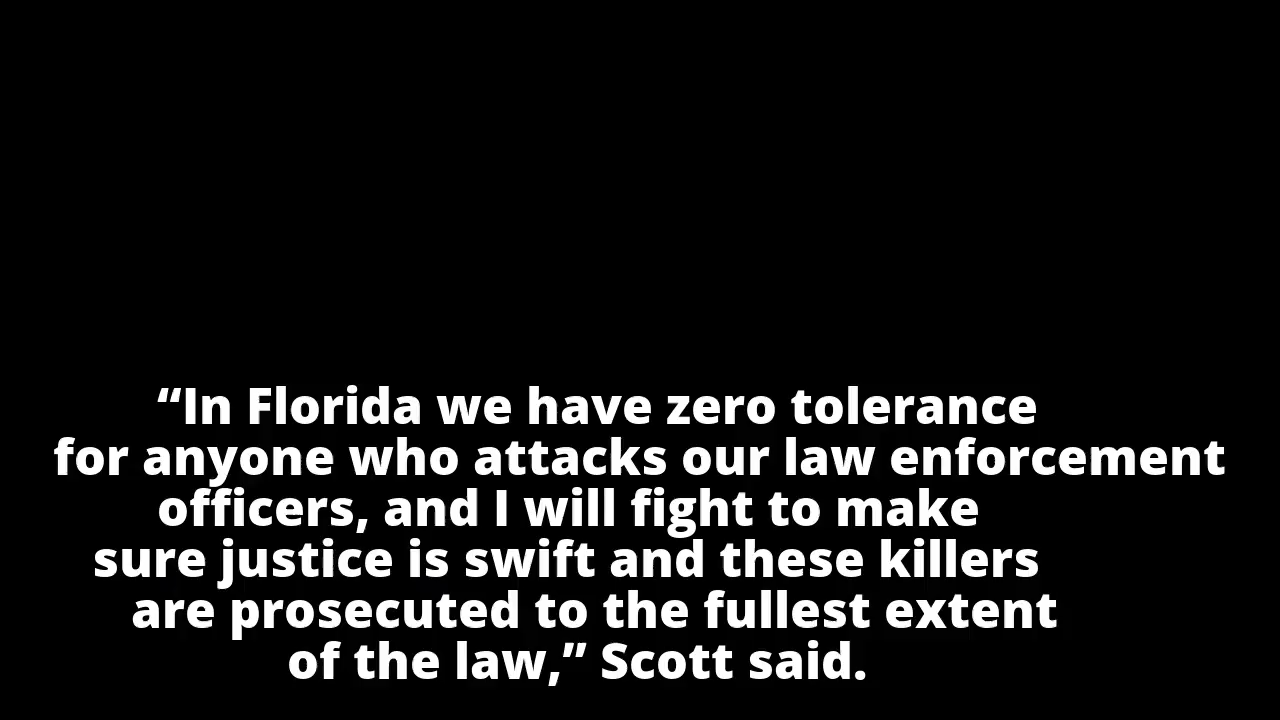 “In Florida we have zero tolerance
for anyone who attacks our law enforcement
officers, and I will fight to make
sure justice is swift and these killers
are prosecuted to the fullest extent
of the law,” Scott said.